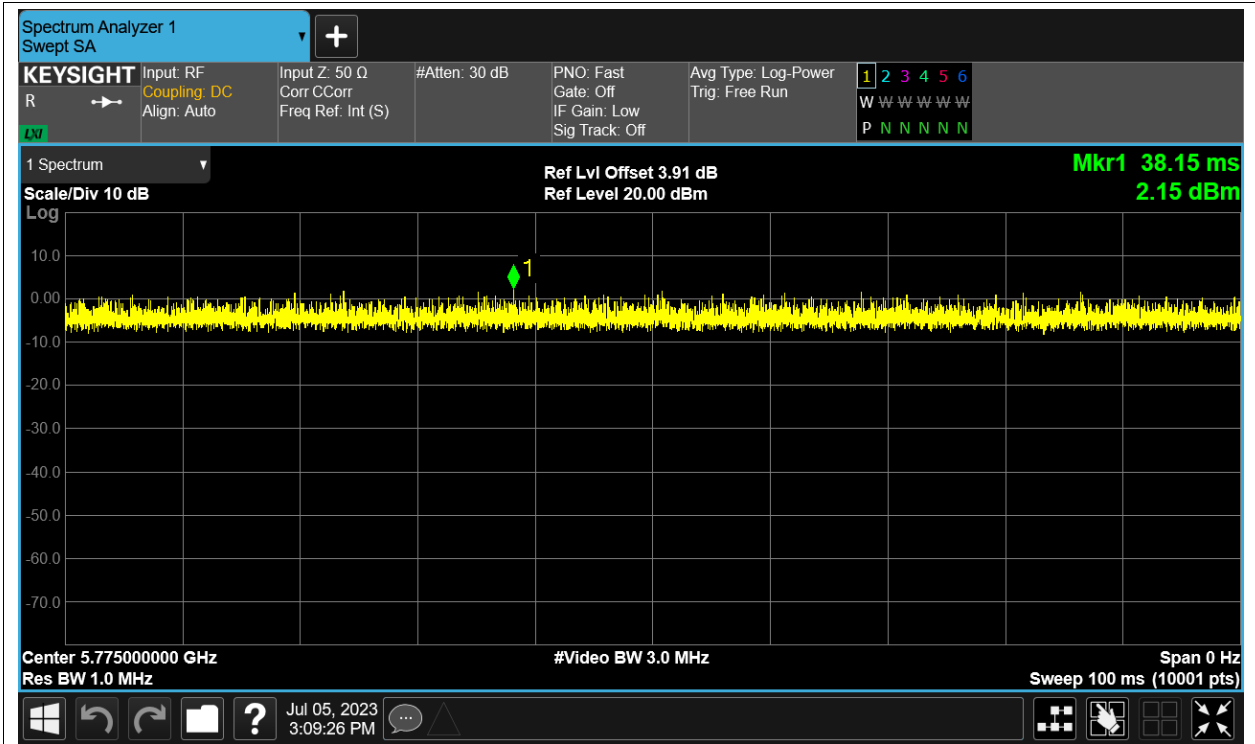 Spectrum Analyzer 1
Swept SA
KEYSIGHT
R
LXI
Input: RF
Coupling: DC
Align: Auto
Input Z: 50 Ω
Corr CCorr
Freq Ref: Int (S)
#Atten: 30 dB
PNO: Fast
Gate: Off
IF Gain: Low
Sig Track: Off
Avg Type: Log-Power
Trig: Free Run
1 2 3 4 5 6
W W W W W W
P N N N N N
1 Spectrum
Scale/Div 10 dB
Log
Ref Lvl Offset 3.91 dB
Ref Level 20.00 dBm
Mkr1 38.15 ms
2.15 dBm
1
10.0
0.00
-10.0
-20.0
-30.0
-40.0
-50.0
-60.0
-70.0
Center 5.775000000 GHz
Res BW 1.0 MHz
#Video BW 3.0 MHz
Span 0 Hz
Sweep 100 ms (10001 pts)
?
Jul 05, 2023
3:09:26 PM